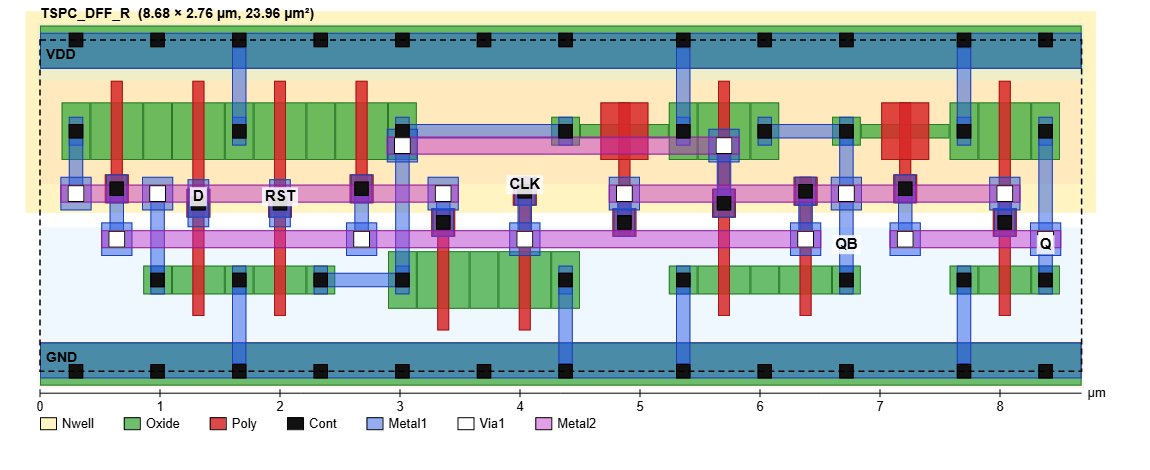 TSPC_DFF_R (8.68 × 2.76 µm, 23.96 µm²)
VDD
D
RST
CLK
QB
Q
GND
0 1 2 3 4 5 6 7 8 µm
Nwell Oxide Poly Cont Metal1 Via1 Metal2